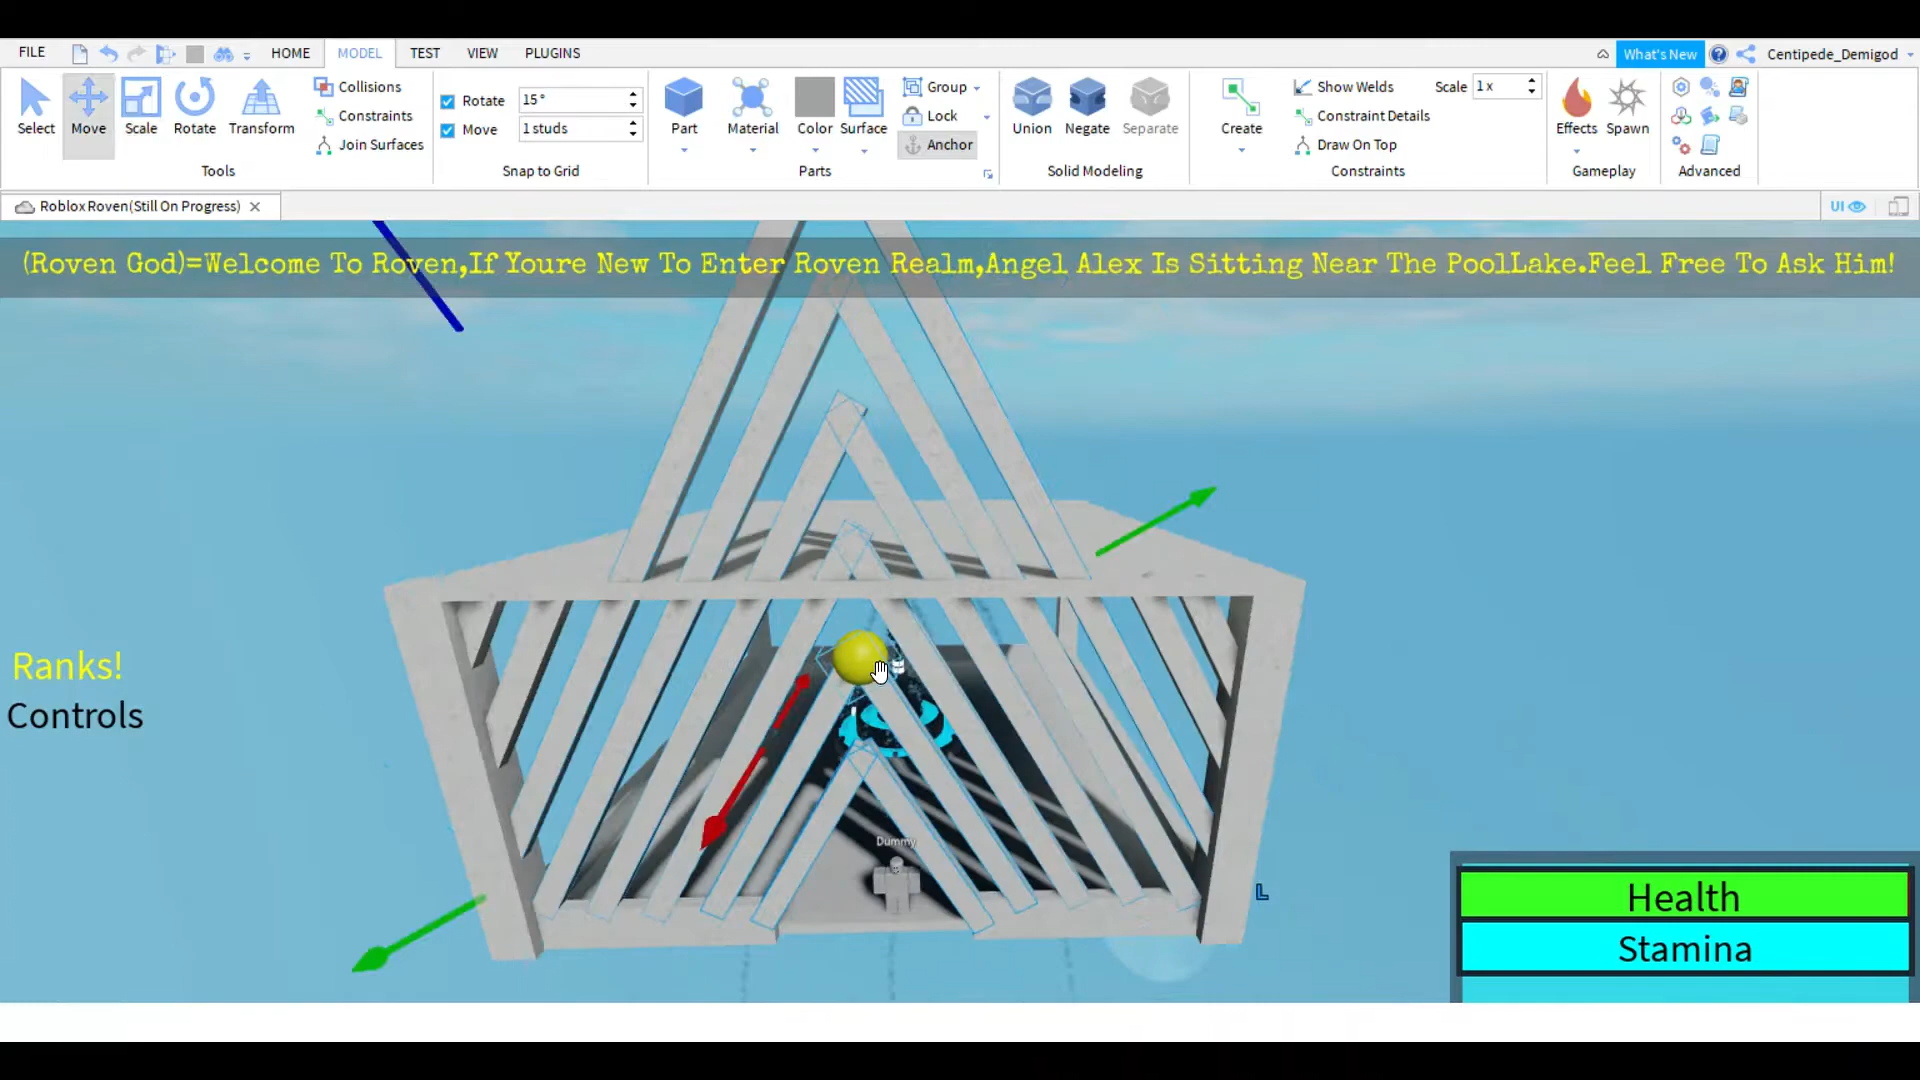 FILE HOME MODEL TEST VIEW PLUGINS What's New Centipede_Demigod
Select Move Scale Rotate Transform
Collisions
Constraints
Join Surfaces
Tools
Rotate 15°
Move 1 studs
Snap to Grid
Part Material Color Surface
Group
Lock
Anchor
Parts
Union Negate Separate
Solid Modeling
Create
Show Welds Scale 1 x
Constraint Details
Draw On Top
Constraints
Effects Spawn
Gameplay
Advanced
Roblox Roven(Still On Progress)
UI
(Roven God)=Welcome To Roven,If Youre New To Enter Roven Realm,Angel Alex Is Sitting Near The PoolLake.Feel Free To Ask Him!
Ranks!
Controls
Dummy
L
Health
Stamina